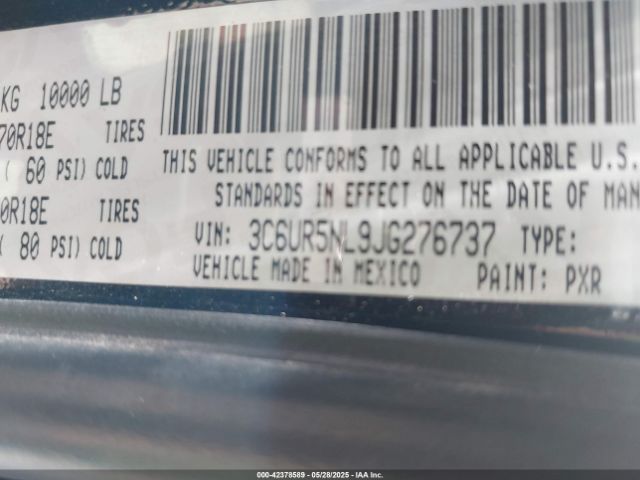 KG 10000 LB
70R18E TIRES
( 60 PSI) COLD
0R18E TIRES
( 80 PSI) COLD
THIS VEHICLE CONFORMS TO ALL APPLICABLE U.S.
STANDARDS IN EFFECT ON THE DATE OF MAN
VIN: 3C6UR5NL9JG276737 TYPE:
VEHICLE MADE IN MEXICO PAINT: PXR
000-42378589 | 05/28/2025 - IAA Inc.